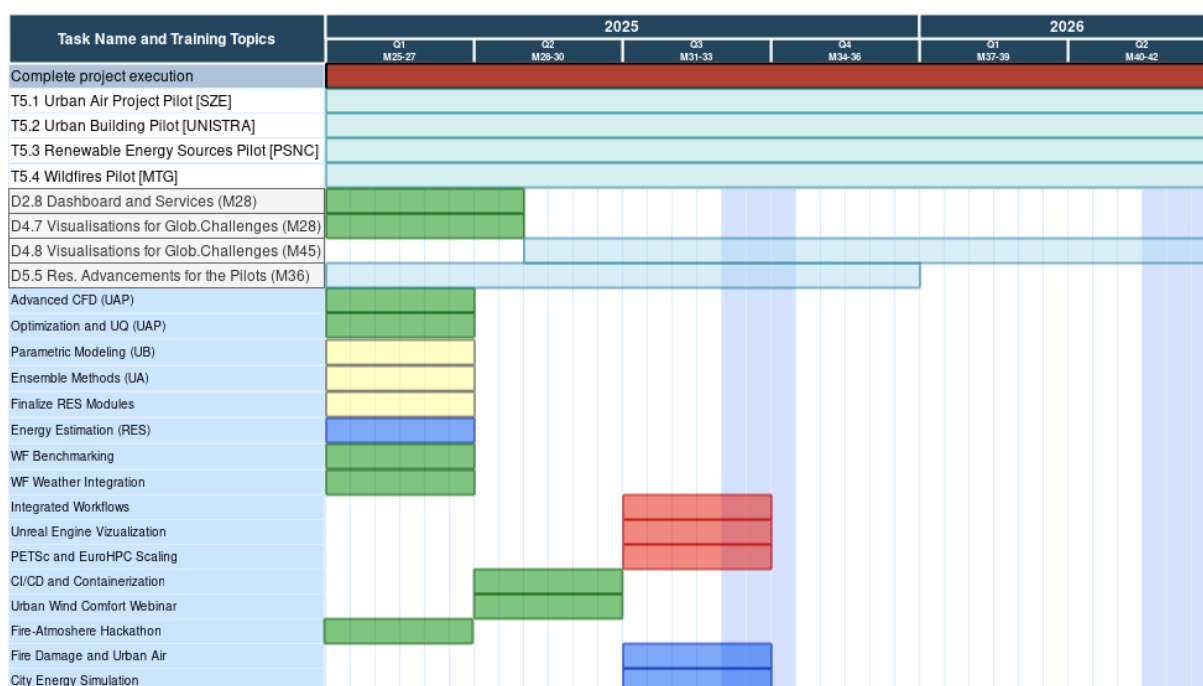 Task Name and Training Topics
2025
2026
Q1
M25-27
Q2
M28-30
Q3
M31-33
Q4
M34-36
Q1
M37-39
Q2
M40-42
Complete project execution
T5.1 Urban Air Project Pilot [SZE]
T5.2 Urban Building Pilot [UNISTRA]
T5.3 Renewable Energy Sources Pilot [PSNC]
T5.4 Wildfires Pilot [MTG]
D2.8 Dashboard and Services (M28)
D4.7 Visualisations for Glob.Challenges (M28)
D4.8 Visualisations for Glob.Challenges (M45)
D5.5 Res. Advancements for the Pilots (M36)
Advanced CFD (UAP)
Optimization and UQ (UAP)
Parametric Modeling (UB)
Ensemble Methods (UA)
Finalize RES Modules
Energy Estimation (RES)
WF Benchmarking
WF Weather Integration
Integrated Workflows
Unreal Engine Vizualization
PETSc and EuroHPC Scaling
CI/CD and Containerization
Urban Wind Comfort Webinar
Fire-Atmoshere Hackathon
Fire Damage and Urban Air
City Energy Simulation